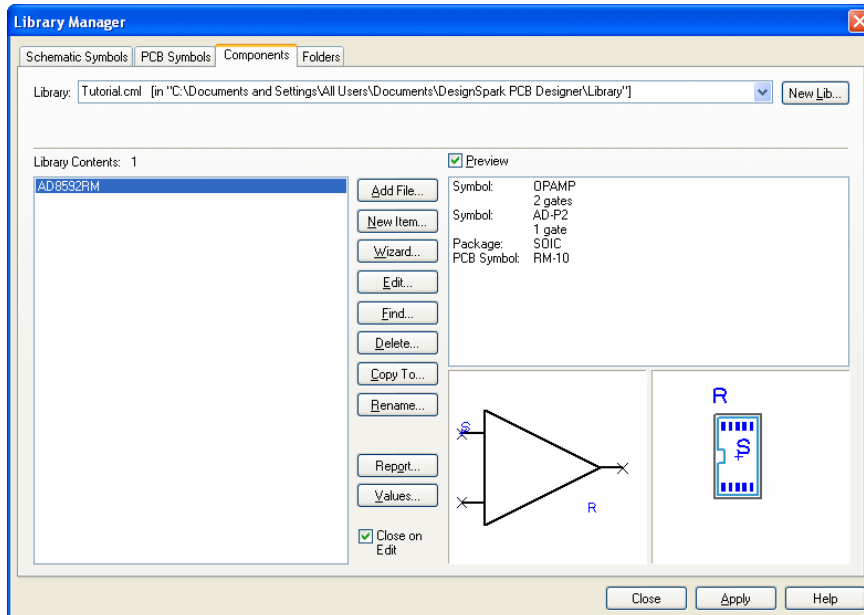 Library Manager
Schematic Symbols PCB Symbols Components Folders
Library: Tutorial.cml [in "C:\Documents and Settings\All Users\Documents\DesignSpark PCB Designer\Library"] New Lib...
Library Contents: 1
Preview
AD8592RM
Add File...
New Item...
Wizard...
Edit...
Find...
Delete...
Copy To...
Rename...
Report...
Values...
Close on
Edit
Symbol: OPAMP
2 gates
Symbol: AD-P2
1 gate
Package: SOIC
PCB Symbol: RM-10
S
R
R
S
Close Apply Help